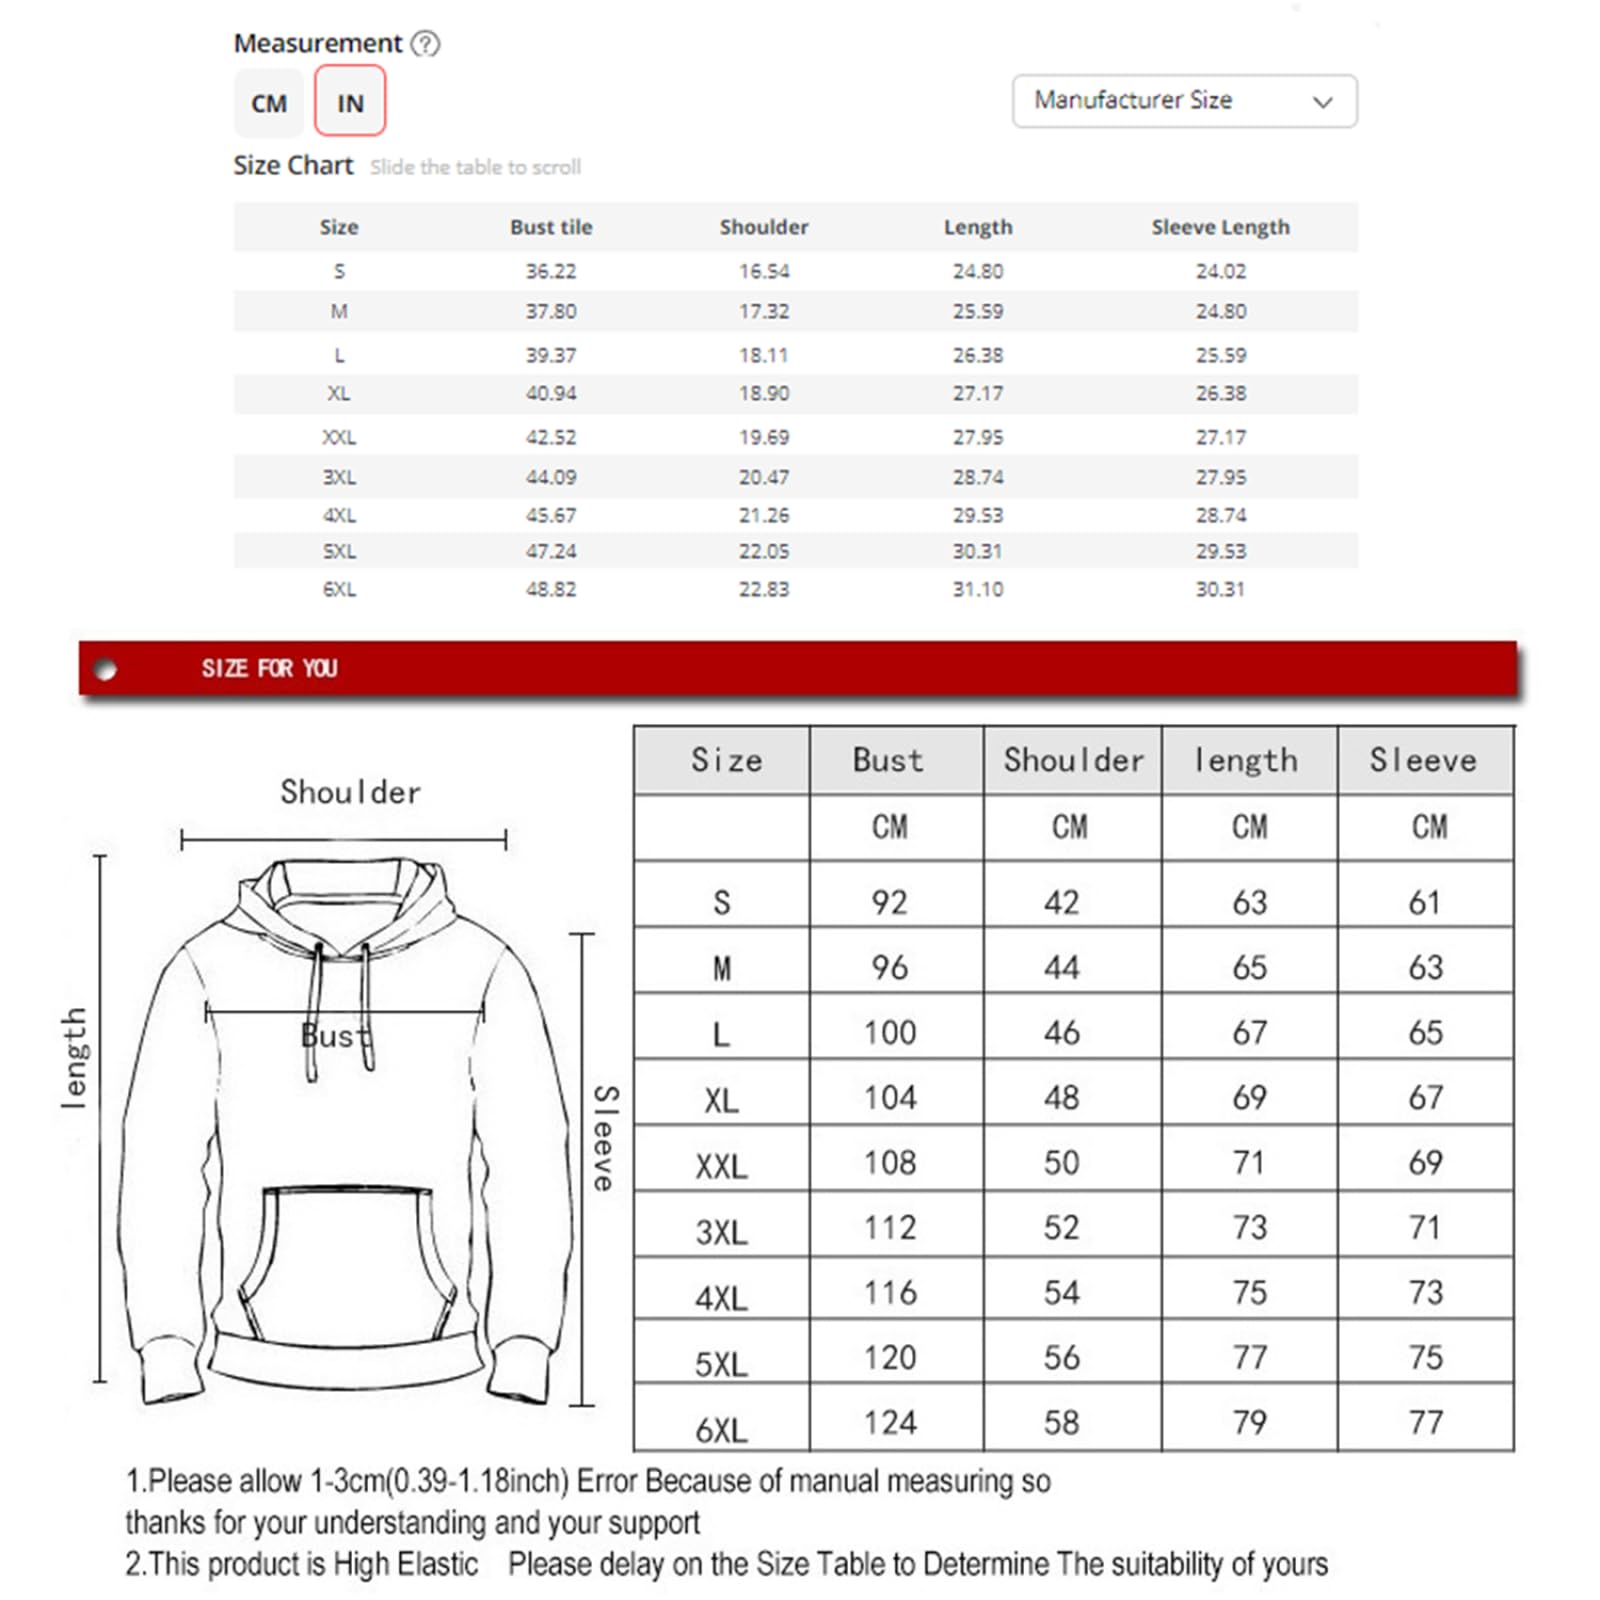 Measurement ?
CM IN
Manufacturer Size
Size Chart Slide the table to scroll
Size Bust tile Shoulder Length Sleeve Length
S 36.22 16.54 24.80 24.02
M 37.80 17.32 25.59 24.80
L 39.37 18.11 26.38 25.59
XL 40.94 18.90 27.17 26.38
XXL 42.52 19.69 27.95 27.17
3XL 44.09 20.47 28.74 27.95
4XL 45.67 21.26 29.53 28.74
5XL 47.24 22.05 30.31 29.53
6XL 48.82 22.83 31.10 30.31
SIZE FOR YOU
Shoulder
length
Bust
Sleeve
Size Bust Shoulder length Sleeve
CM CM CM CM
S 92 42 63 61
M 96 44 65 63
L 100 46 67 65
XL 104 48 69 67
XXL 108 50 71 69
3XL 112 52 73 71
4XL 116 54 75 73
5XL 120 56 77 75
6XL 124 58 79 77
1.Please allow 1-3cm(0.39-1.18inch) Error Because of manual measuring so
thanks for your understanding and your support
2.This product is High Elastic Please delay on the Size Table to Determine The suitability of yours